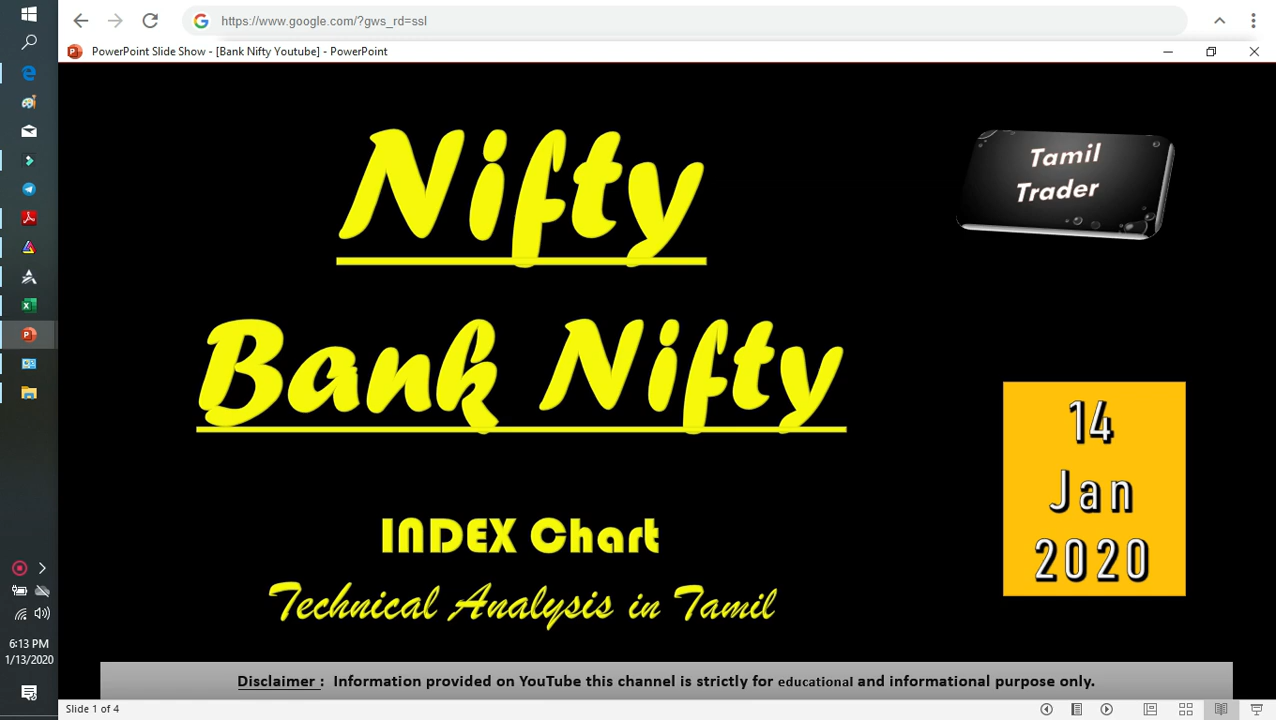 https://www.google.com/?gws_rd=ssl
PowerPoint Slide Show - [Bank Nifty Youtube] - PowerPoint
Nifty
Tamil
Trader
Bank Nifty
14
Jan
2020
INDEX Chart
Technical Analysis in Tamil
Disclaimer : Information provided on YouTube this channel is strictly for educational and informational purpose only.
6:13 PM
1/13/2020
Slide 1 of 4